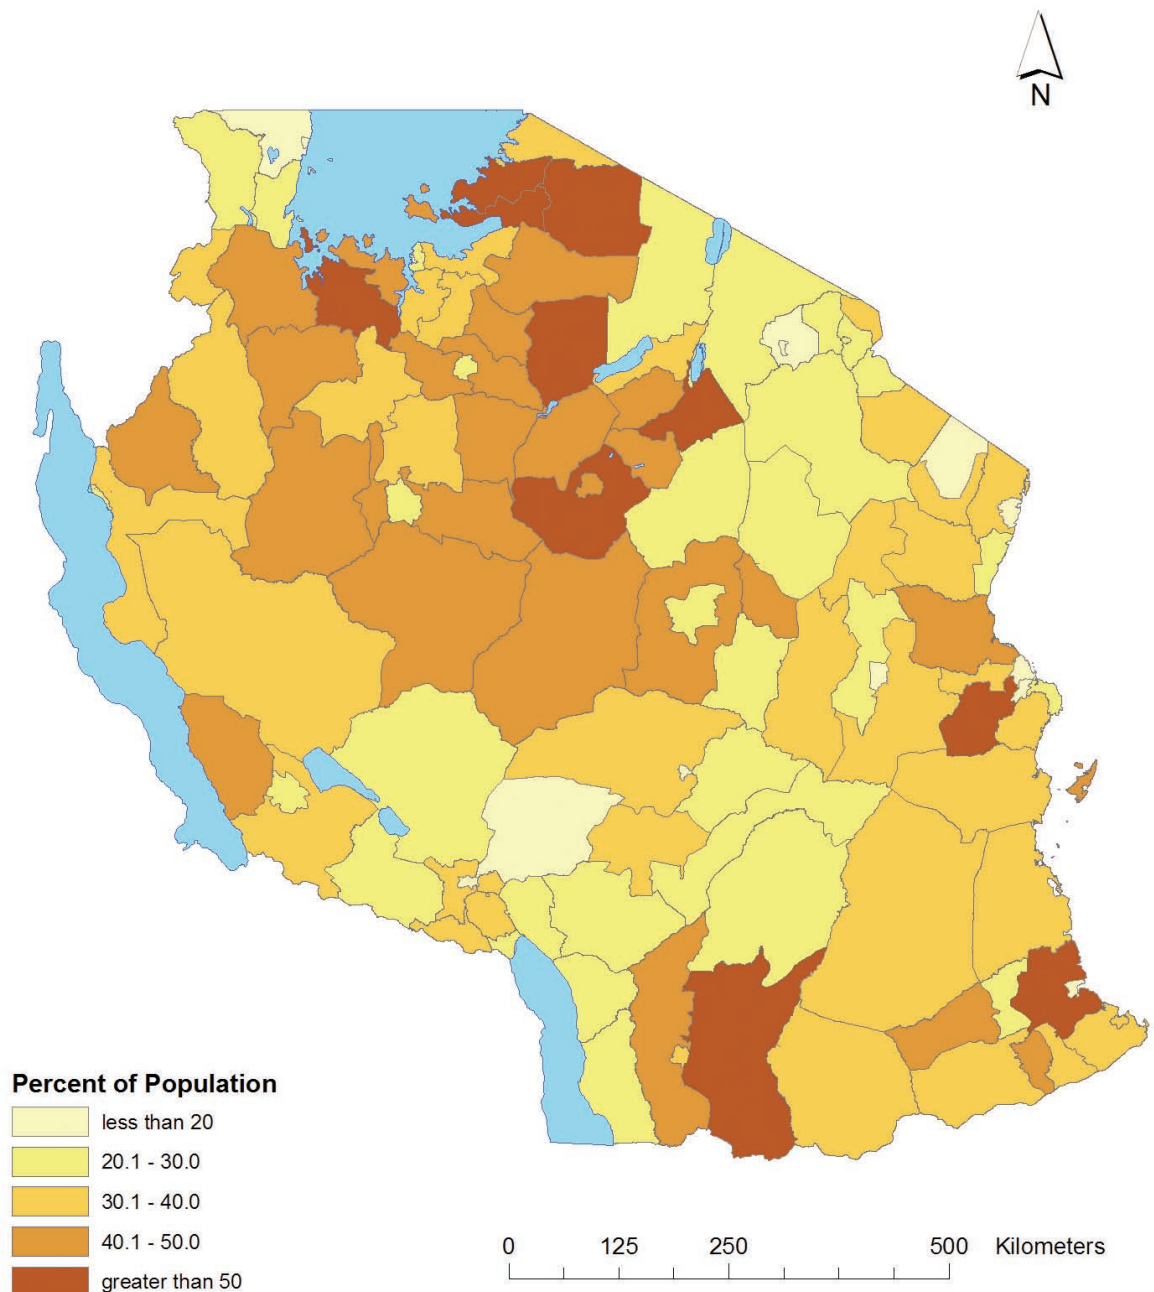 N
Percent of Population
less than 20
20.1 - 30.0
30.1 - 40.0
40.1 - 50.0
greater than 50
0 125 250 500 Kilometers